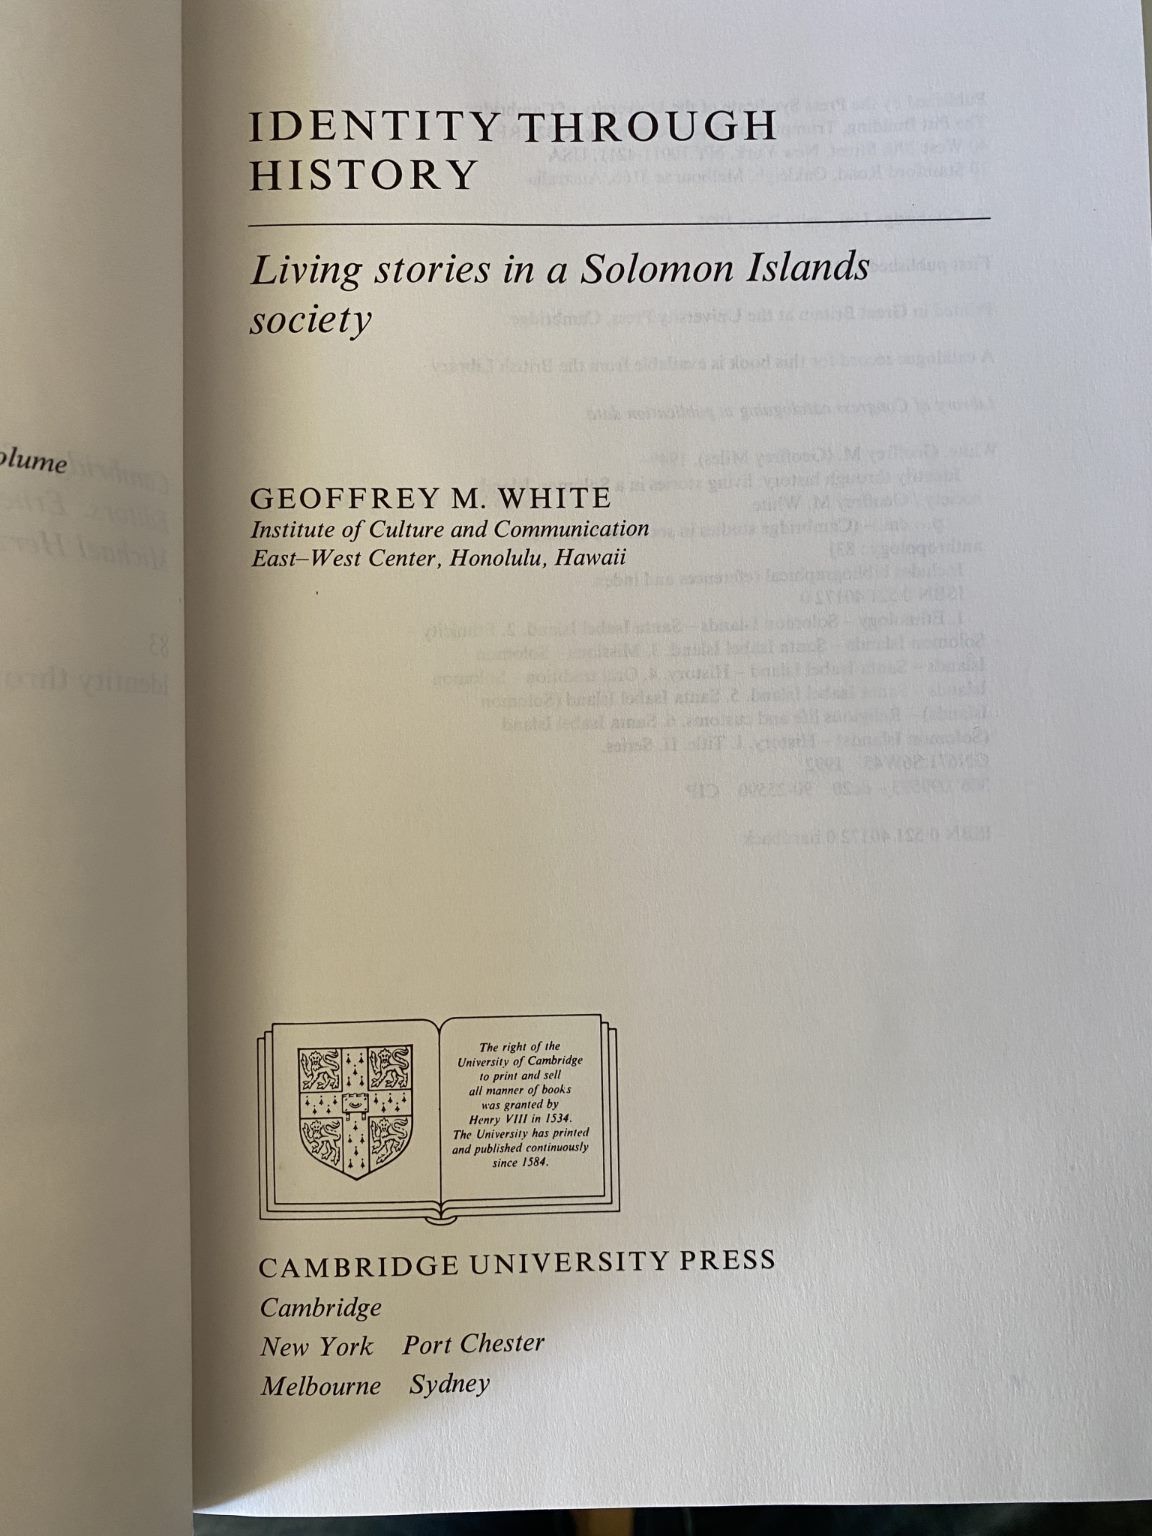 IDENTITY THROUGH
HISTORY
Living stories in a Solomon Islands
society
GEOFFREY M. WHITE
Institute of Culture and Communication
East–West Center, Honolulu, Hawaii
The right of the
University of Cambridge
to print and sell
all manner of books
was granted by
Henry VIII in 1534.
The University has printed
and published continuously
since 1584.
CAMBRIDGE UNIVERSITY PRESS
Cambridge
New York Port Chester
Melbourne Sydney